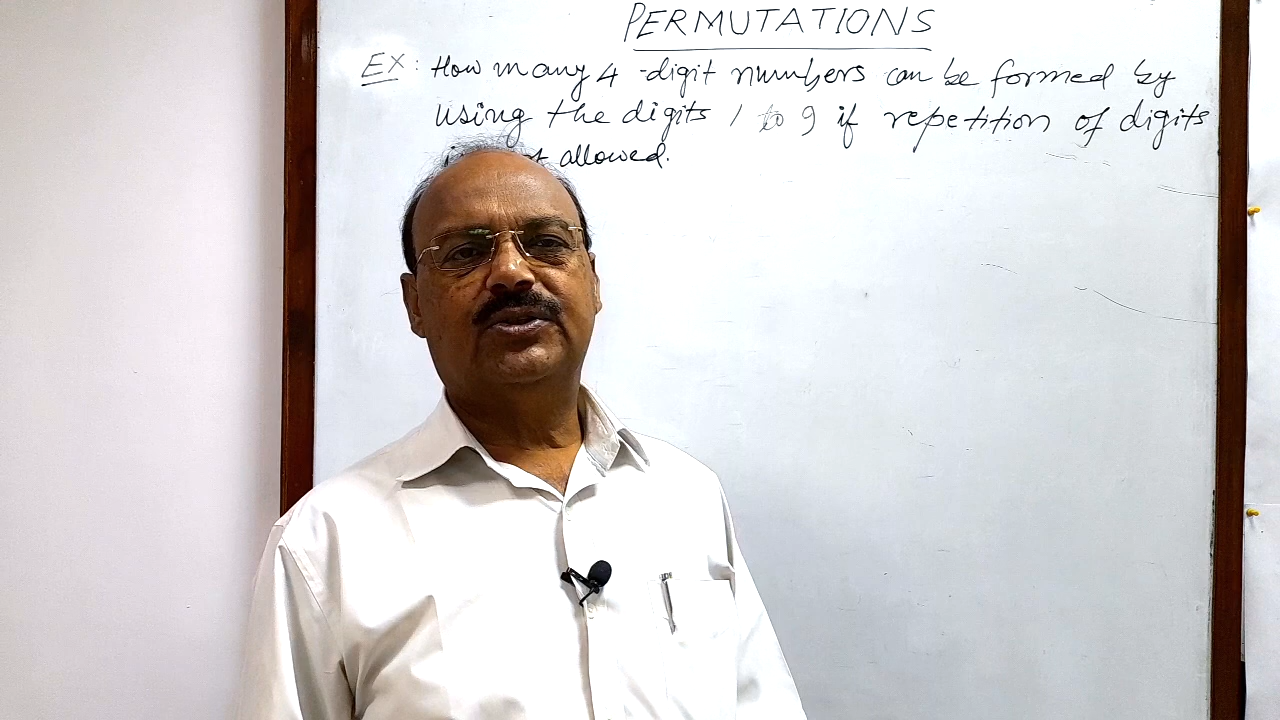 PERMUTATIONS
EX: How many 4-digit numbers can be formed by
using the digits 1 to 9 if repetition of digits
allowed.